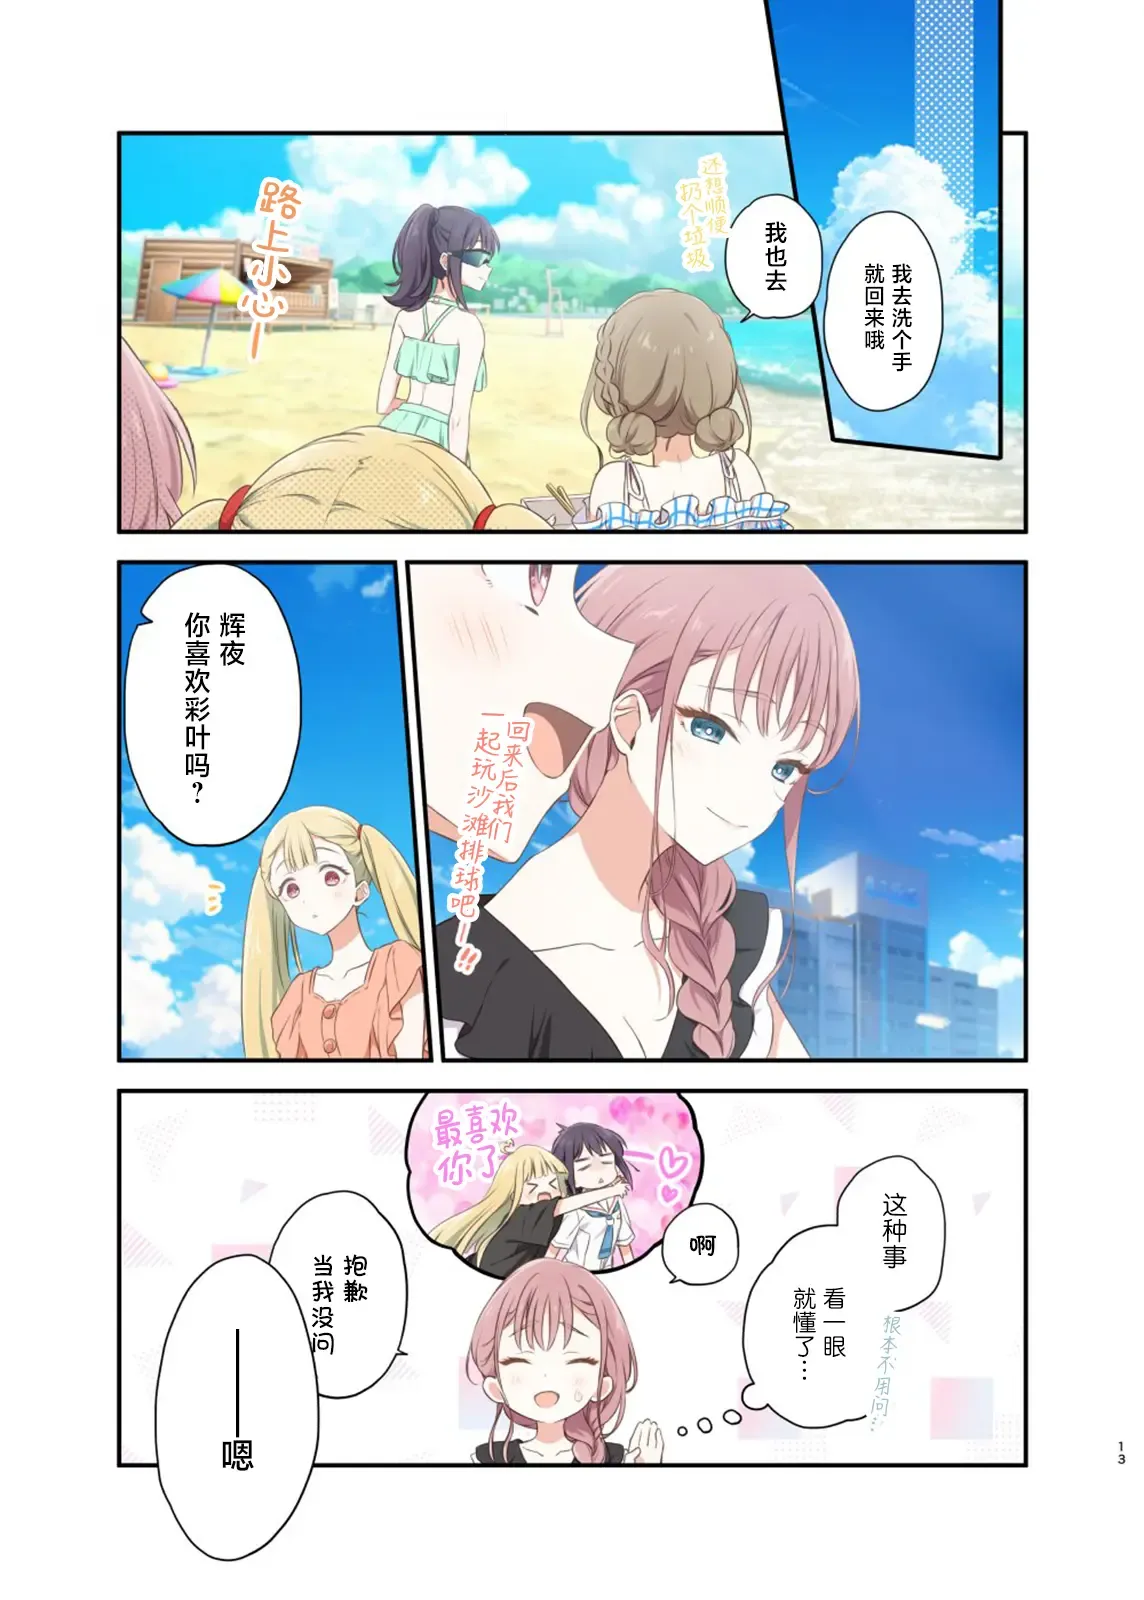 我去洗个手
就回来哦
我也去
还想顺便
扔个垃圾
路上小心—
回来后我们
一起玩沙滩排球吧—!!
辉夜
你喜欢彩叶吗?
最喜欢
你了
这种事
看一眼
就懂了…
根本不用问…
啊
抱歉
当我没问
——嗯
13